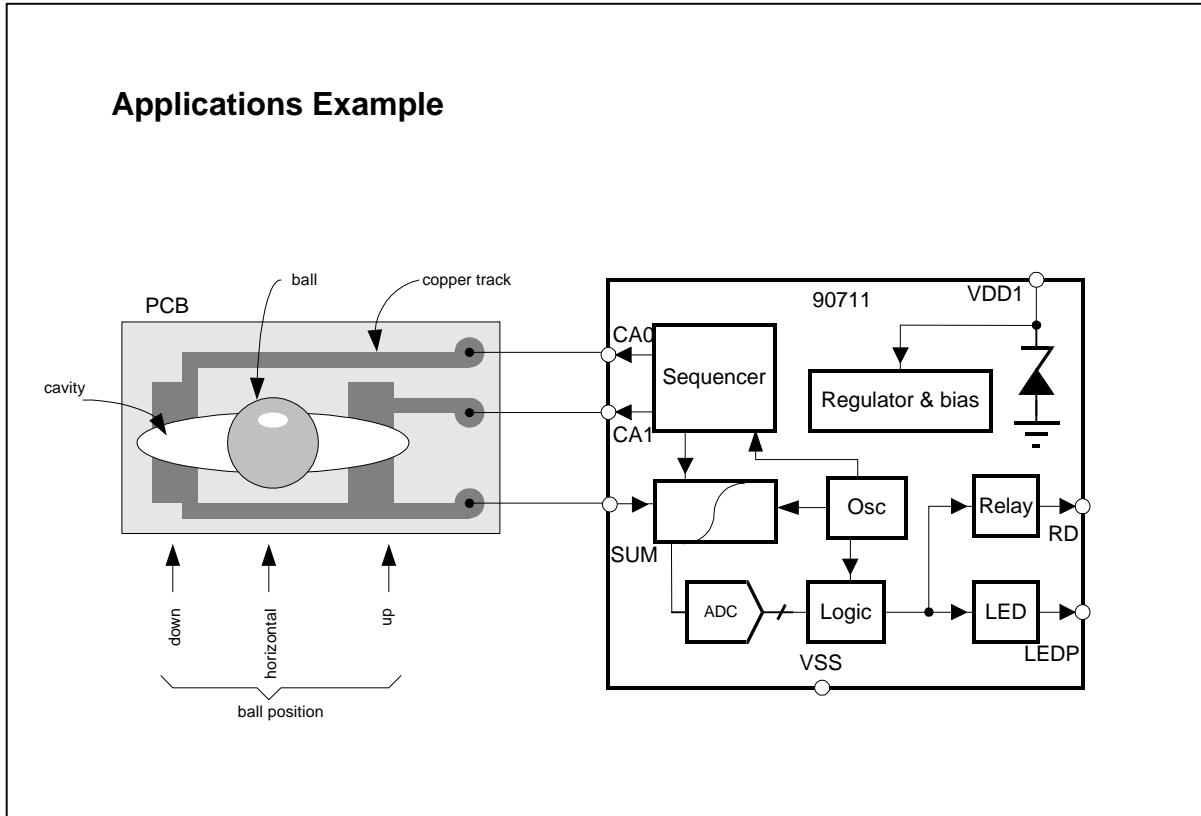 Applications Example
ball
copper track
PCB
cavity
down
horizontal
up
ball position
90711
VDD1
CA0
Sequencer
Regulator & bias
CA1
SUM
Osc
Relay
RD
ADC
Logic
LED
VSS
LEDP